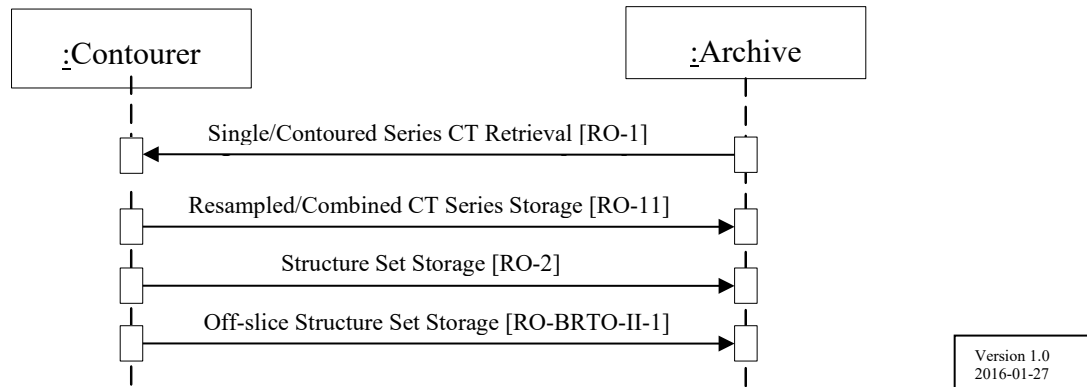 :Contourer
:Archive
Single/Contoured Series CT Retrieval [RO-1]
Resampled/Combined CT Series Storage [RO-11]
Structure Set Storage [RO-2]
Off-slice Structure Set Storage [RO-BRTO-II-1]
Version 1.0
2016-01-27